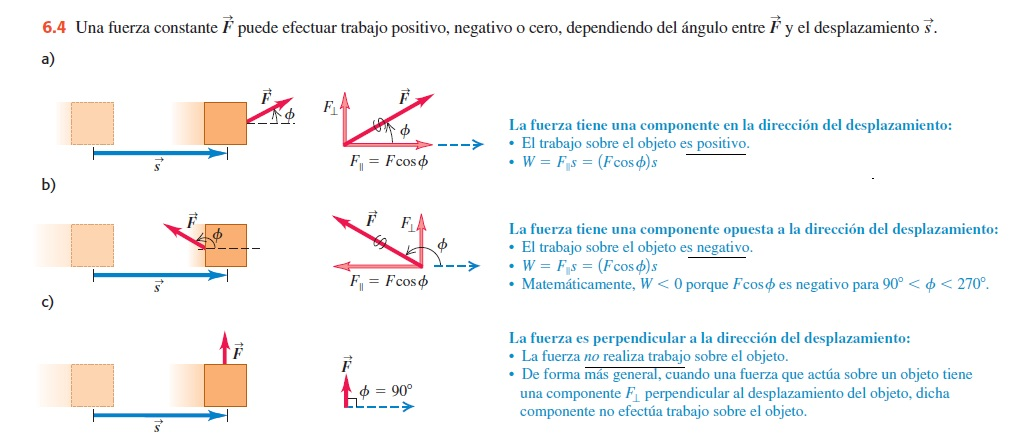 6.4 Una fuerza constante F⃗ puede efectuar trabajo positivo, negativo o cero, dependiendo del ángulo entre F⃗ y el desplazamiento s⃗.
a)
F⃗
ϕ
s⃗
F⊥
F⃗
ϕ
F∥ = F cos ϕ
La fuerza tiene una componente en la dirección del desplazamiento:
• El trabajo sobre el objeto es positivo.
• W = F∥s = (F cos ϕ)s
b)
F⃗
ϕ
s⃗
F⃗
F⊥
ϕ
F∥ = F cos ϕ
La fuerza tiene una componente opuesta a la dirección del desplazamiento:
• El trabajo sobre el objeto es negativo.
• W = F∥s = (F cos ϕ)s
• Matemáticamente, W < 0 porque F cos ϕ es negativo para 90° < ϕ < 270°.
c)
F⃗
s⃗
F⃗
ϕ = 90°
La fuerza es perpendicular a la dirección del desplazamiento:
• La fuerza no realiza trabajo sobre el objeto.
• De forma más general, cuando una fuerza que actúa sobre un objeto tiene
una componente F⊥ perpendicular al desplazamiento del objeto, dicha
componente no efectúa trabajo sobre el objeto.